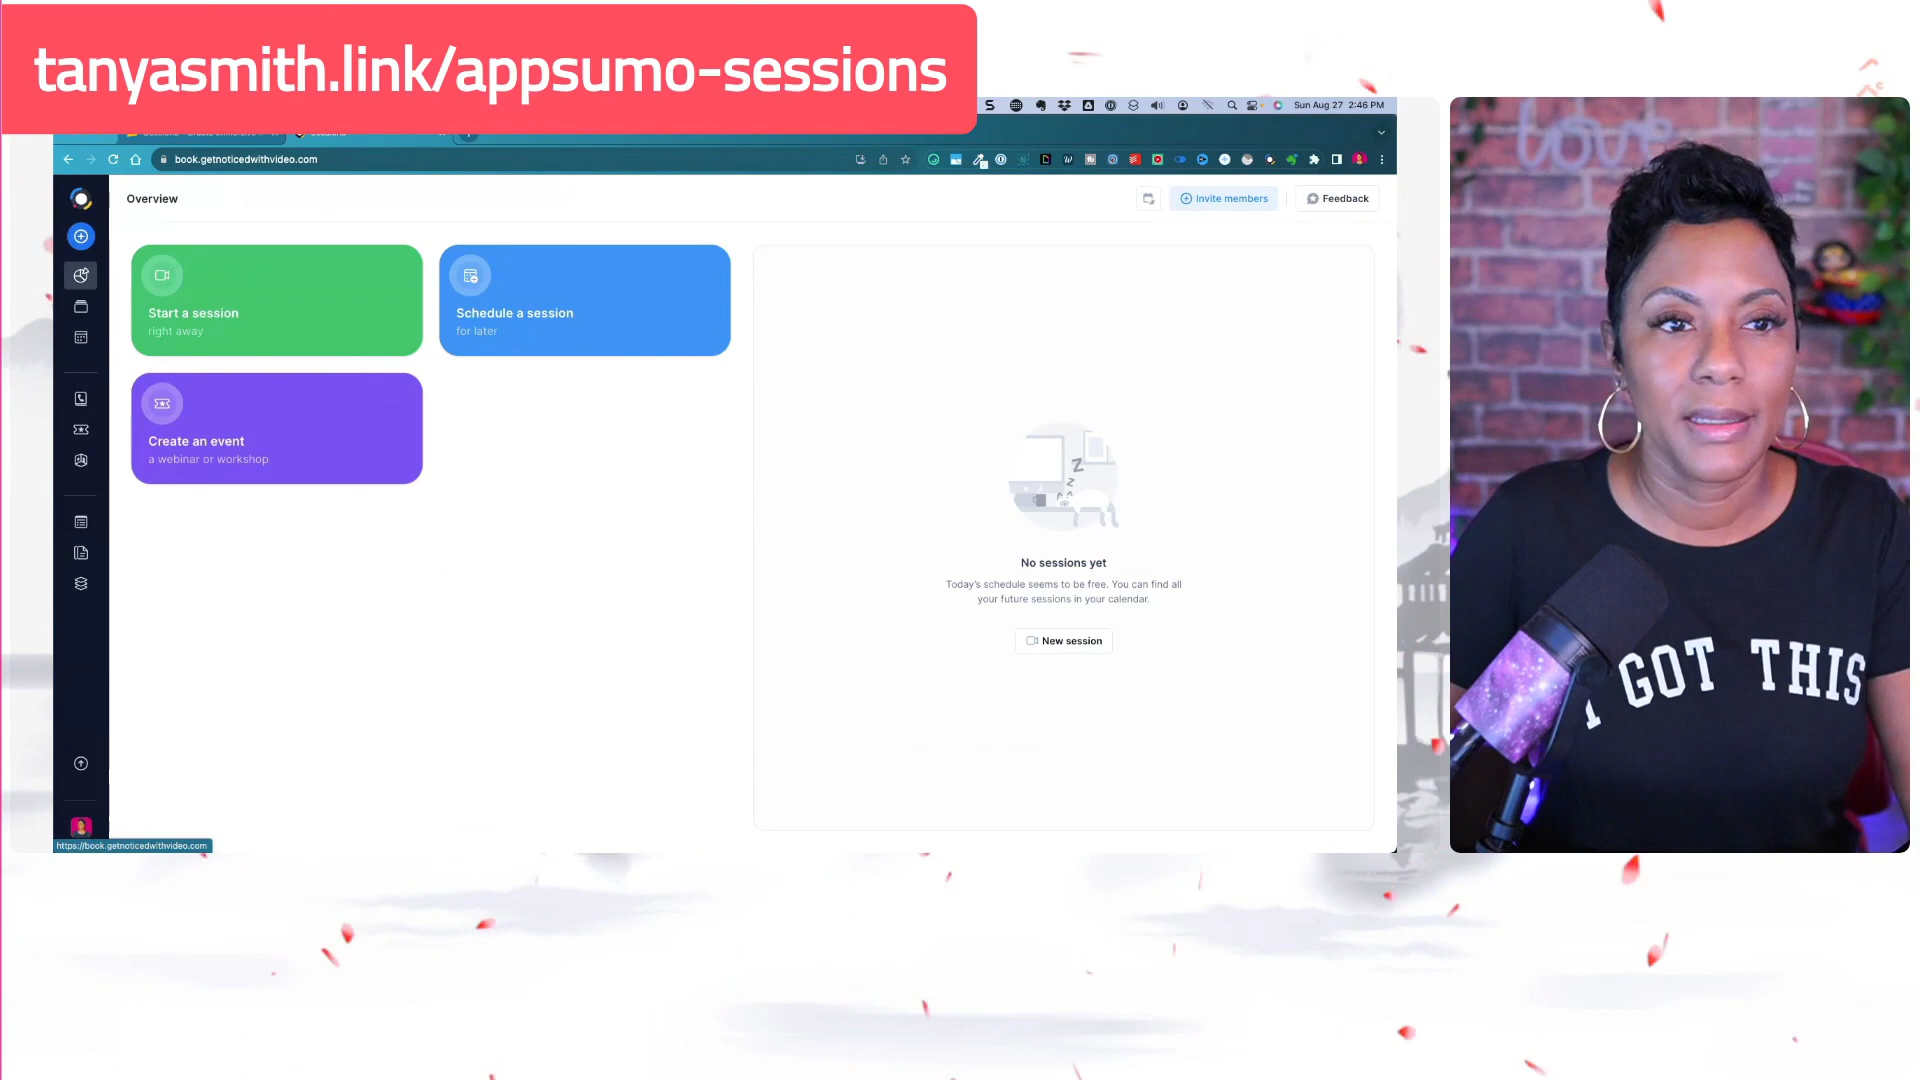 tanyasmith.link/appsumo-sessions
Sun Aug 27 2:46 PM
book.getnoticedwithvideo.com
Overview
Invite members
Feedback
Start a session
right away
Schedule a session
for later
Create an event
a webinar or workshop
No sessions yet
Today's schedule seems to be free. You can find all
your future sessions in your calendar.
New session
https://book.getnoticedwithvideo.com
love
GOT THIS